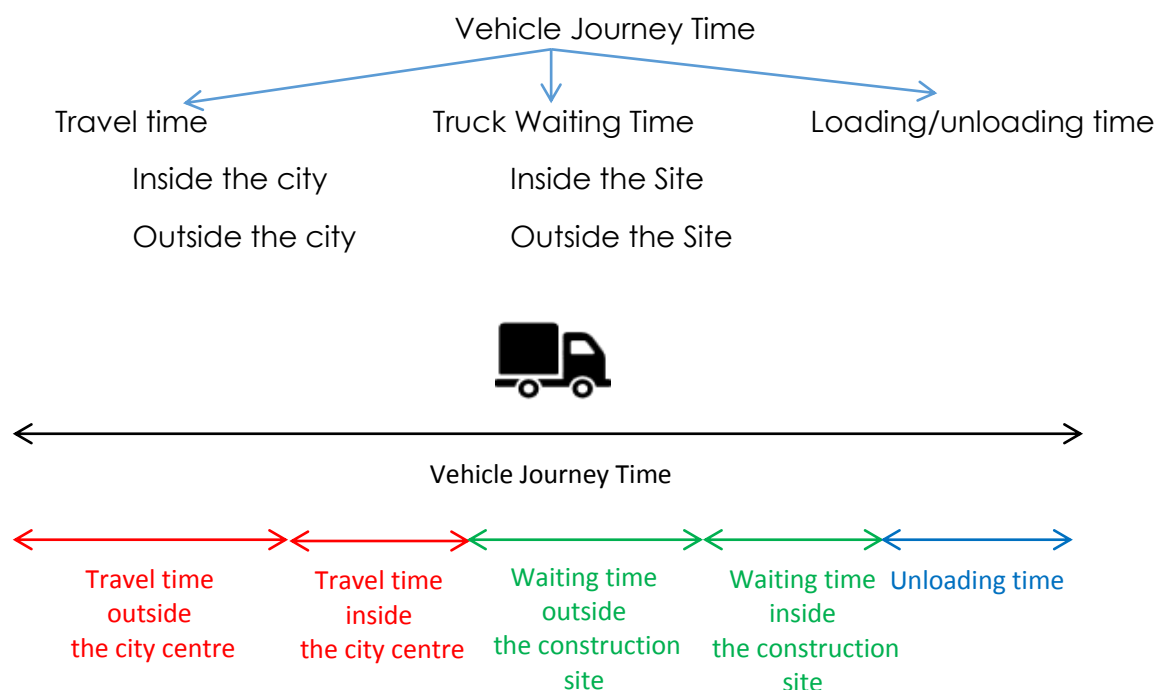 Vehicle Journey Time
Travel time
Truck Waiting Time
Loading/unloading time
Inside the city
Inside the Site
Outside the city
Outside the Site
Vehicle Journey Time
Travel time
outside
the city centre
Travel time
inside
the city centre
Waiting time
outside
the construction
site
Waiting time
inside
the construction
site
Unloading time